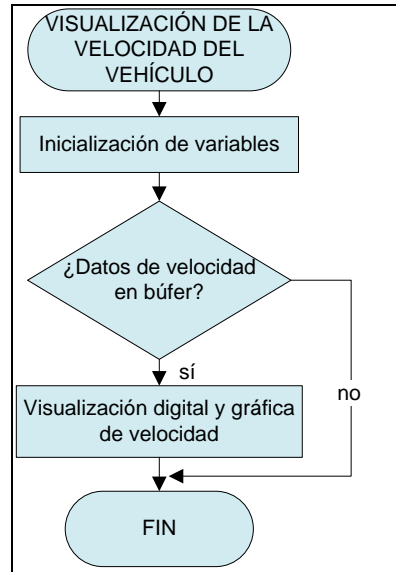 VISUALIZACIÓN DE LA
VELOCIDAD DEL
VEHÍCULO
Inicialización de variables
¿Datos de velocidad
en búfer?
sí
no
Visualización digital y gráfica
de velocidad
FIN